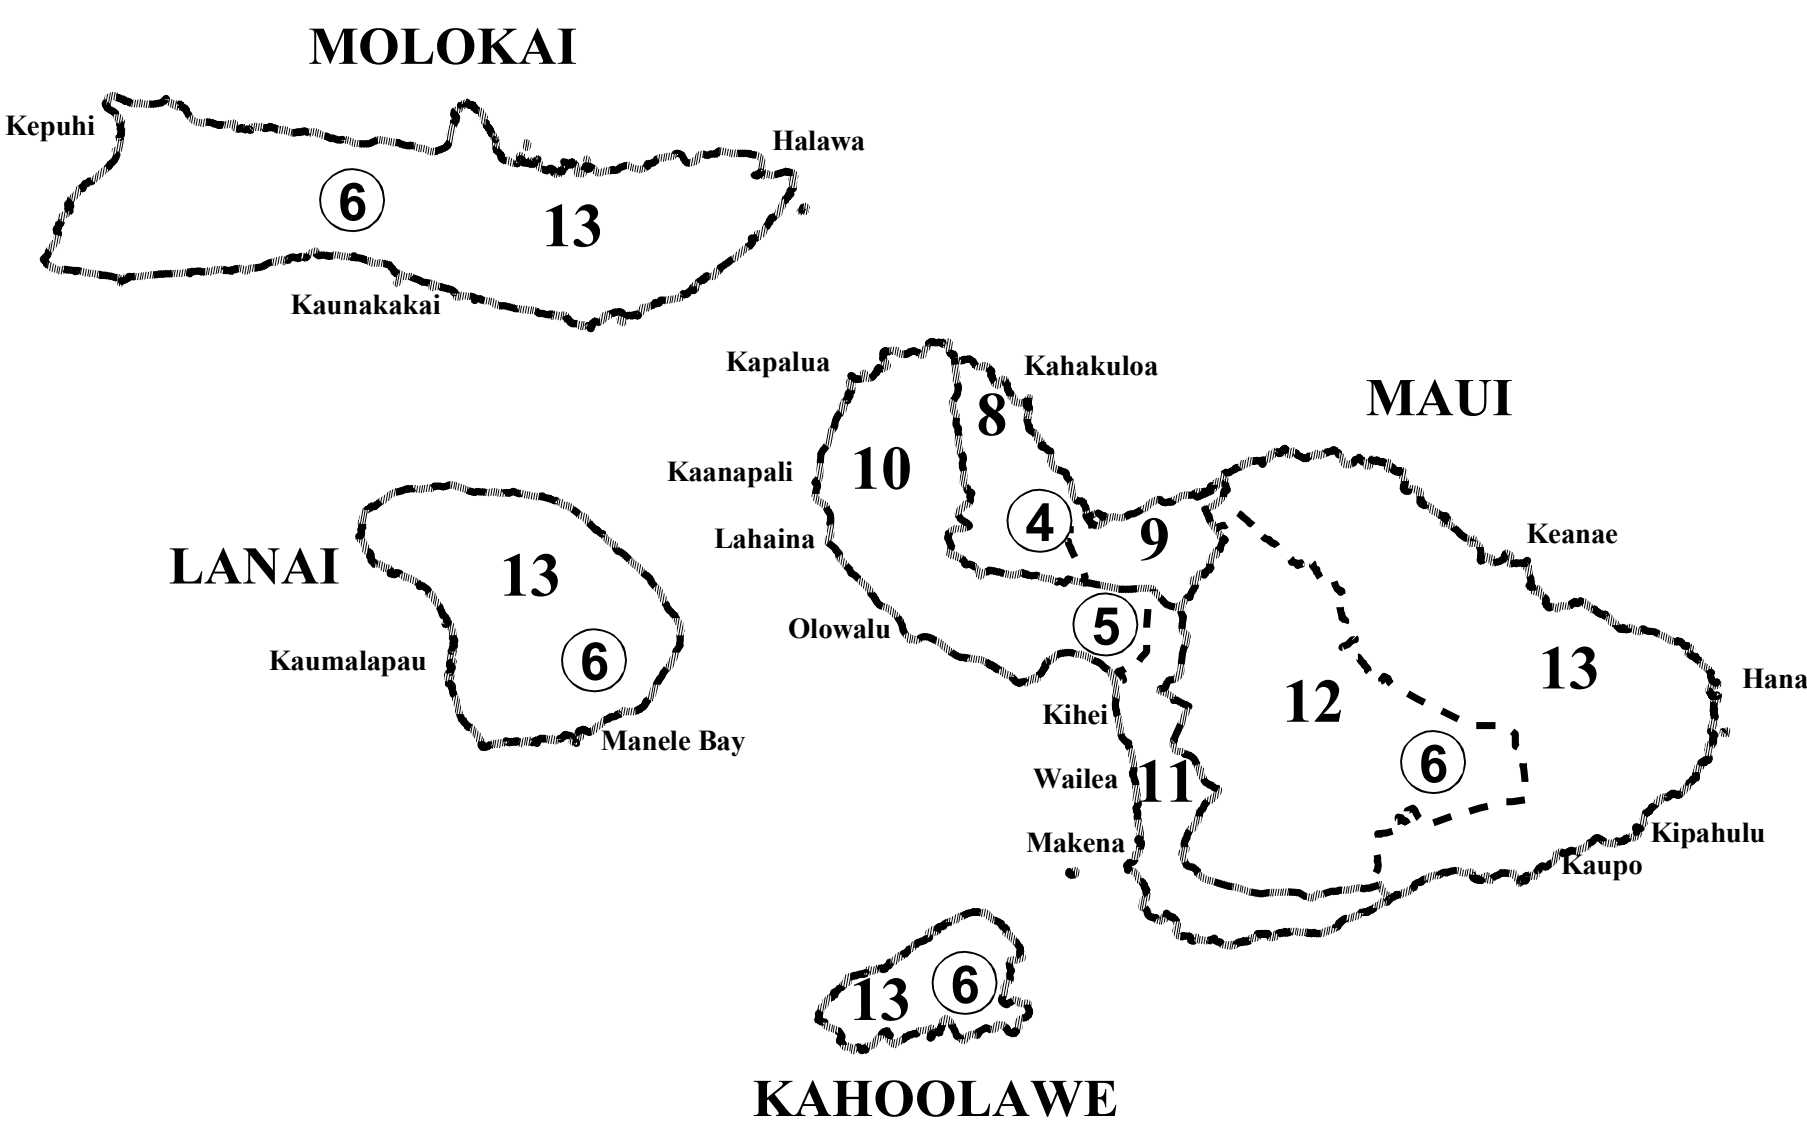 MOLOKAI
Kepuhi
Halawa
6
13
Kaunakakai
Kapalua
Kahakuloa
MAUI
8
10
Kaanapali
4
9
Lahaina
Keanae
LANAI
13
Olowalu
5
Kaumalapau
6
13
Hana
12
Kihei
Manele Bay
6
Wailea
11
Makena
Kipahulu
Kaupo
13
6
KAHOOLAWE